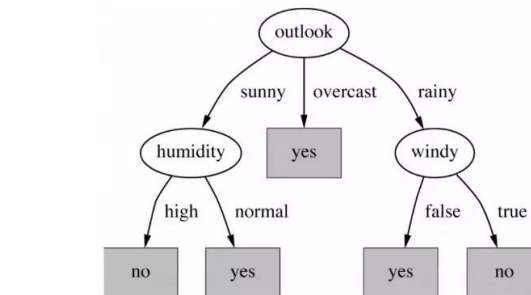 outlook
sunny overcast rainy
humidity yes windy
high normal false true
no yes yes no